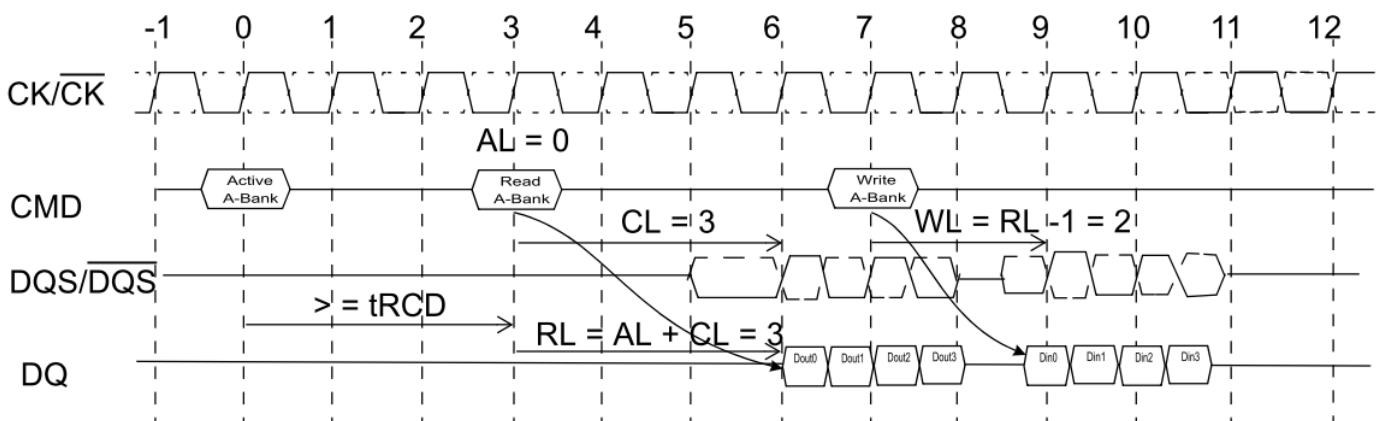 -1 0 1 2 3 4 5 6 7 8 9 10 11 12
CK/C̅K̅
AL = 0
CMD
Active
A-Bank
Read
A-Bank
Write
A-Bank
CL = 3
WL = RL -1 = 2
DQS/D̅Q̅S̅
> = tRCD
RL = AL + CL = 3
DQ
Dout0 Dout1 Dout2 Dout3 Din0 Din1 Din2 Din3